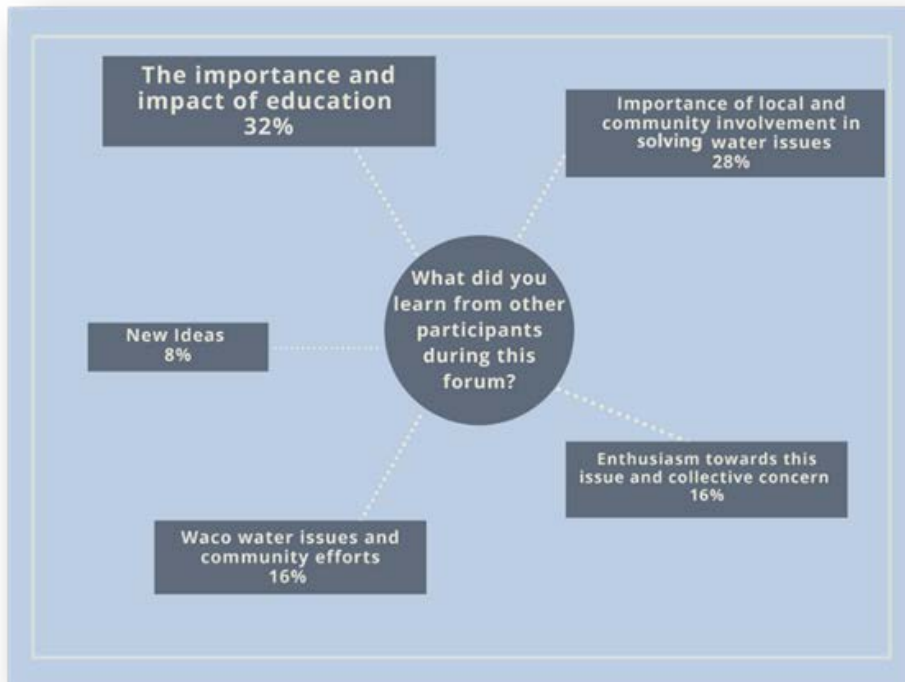 The importance and
impact of education
32%
Importance of local and
community involvement in
solving water issues
28%
What did you
learn from other
participants
during this
forum?
New Ideas
8%
Enthusiasm towards this
issue and collective concern
16%
Waco water issues and
community efforts
16%